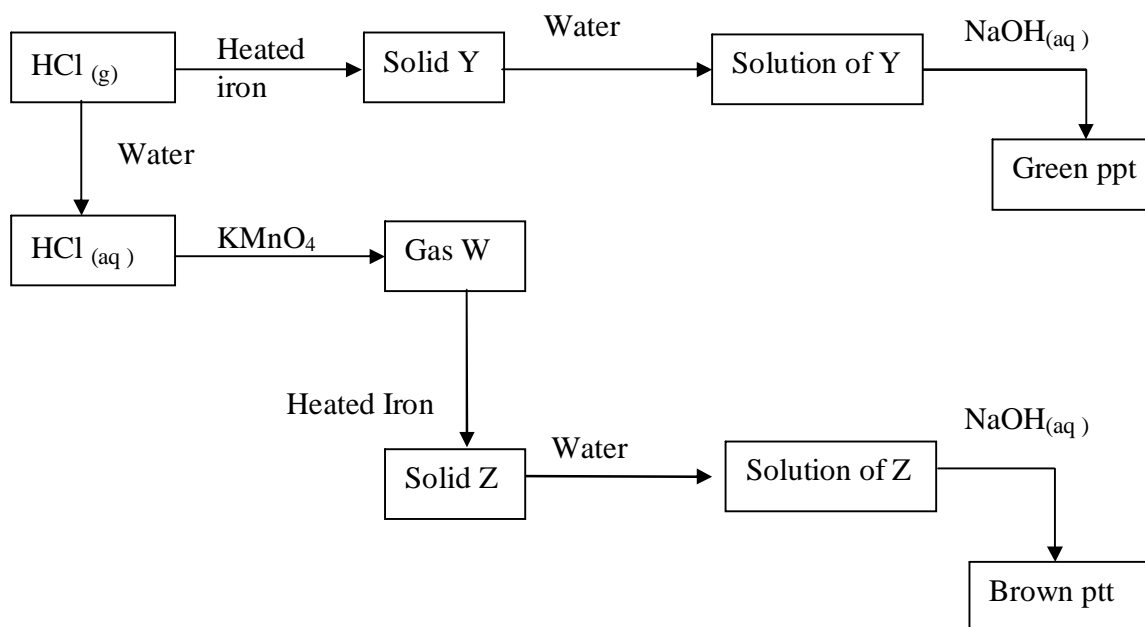 HCl (g)
Heated
iron
Solid Y
Water
Solution of Y
NaOH(aq )
Green ppt
Water
HCl (aq )
KMnO4
Gas W
Heated Iron
Solid Z
Water
Solution of Z
NaOH(aq )
Brown ptt